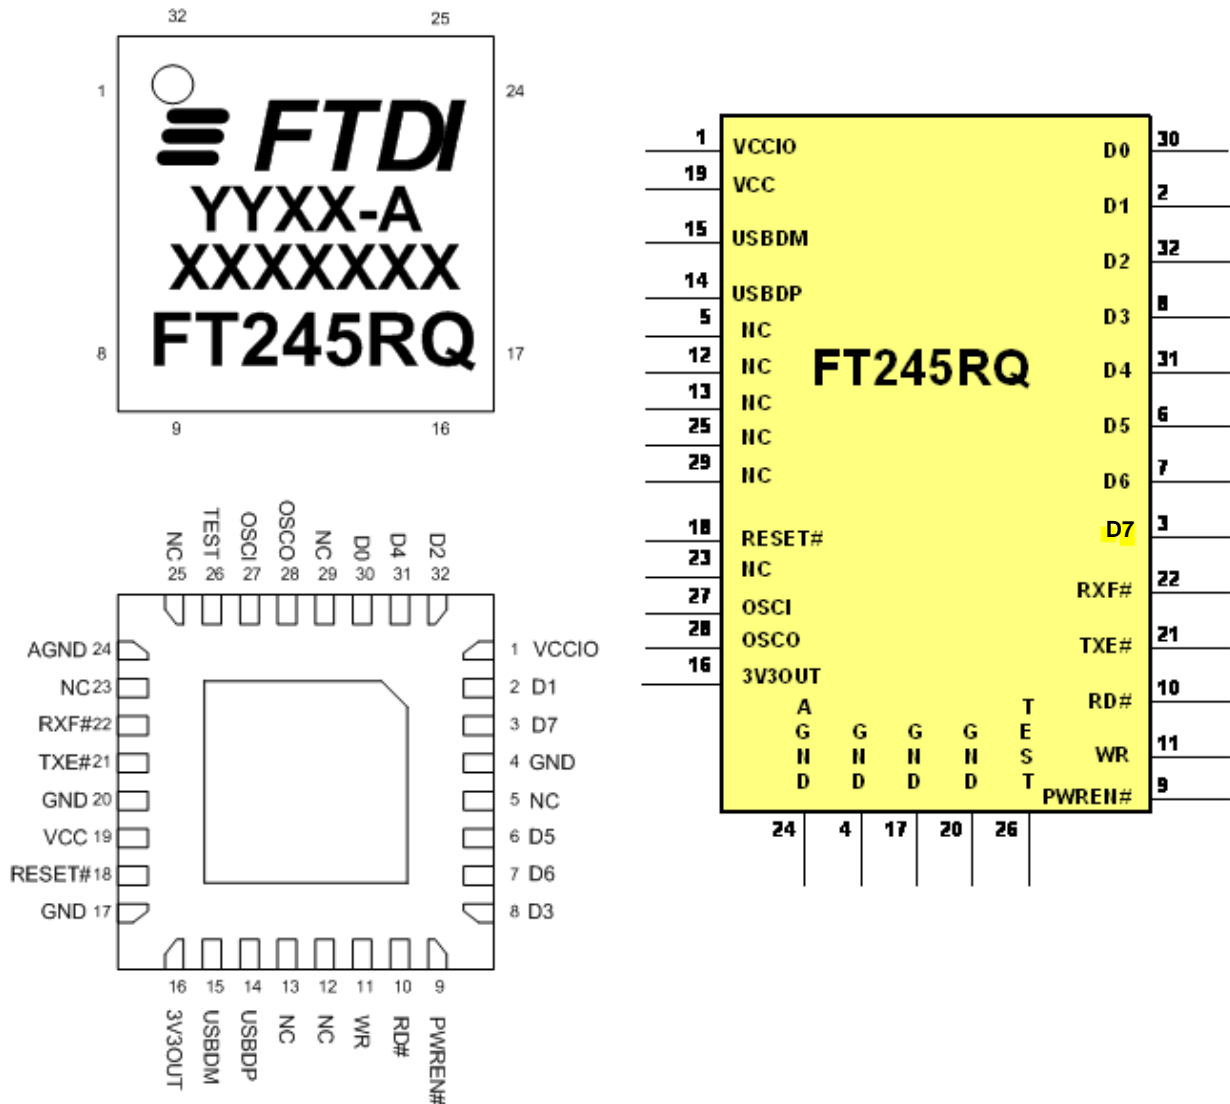 32 25
1 24
FTDI
YYXX-A
XXXXXXX
FT245RQ
8 17
9 16
NC TEST OSCI OSCO NC D0 D4 D2
25 26 27 28 29 30 31 32
AGND 24 1 VCCIO
NC 23 2 D1
RXF# 22 3 D7
TXE# 21 4 GND
GND 20 5 NC
VCC 19 6 D5
RESET# 18 7 D6
GND 17 8 D3
16 15 14 13 12 11 10 9
3V3OUT USBDM USBDP NC NC WR RD# PWREN#
1 VCCIO D0 30
19 VCC D1 2
15 USBDM D2 32
14 USBDP D3 8
5 NC
12 NC FT245RQ D4 31
13 NC
25 NC D5 6
29 NC D6 7
18 RESET# D7 3
23 NC
27 OSCI RXF# 22
28 OSCO TXE# 21
16 3V3OUT RD# 10
WR 11
PWREN# 9
AGND GND GND GND TEST
24 4 17 20 26